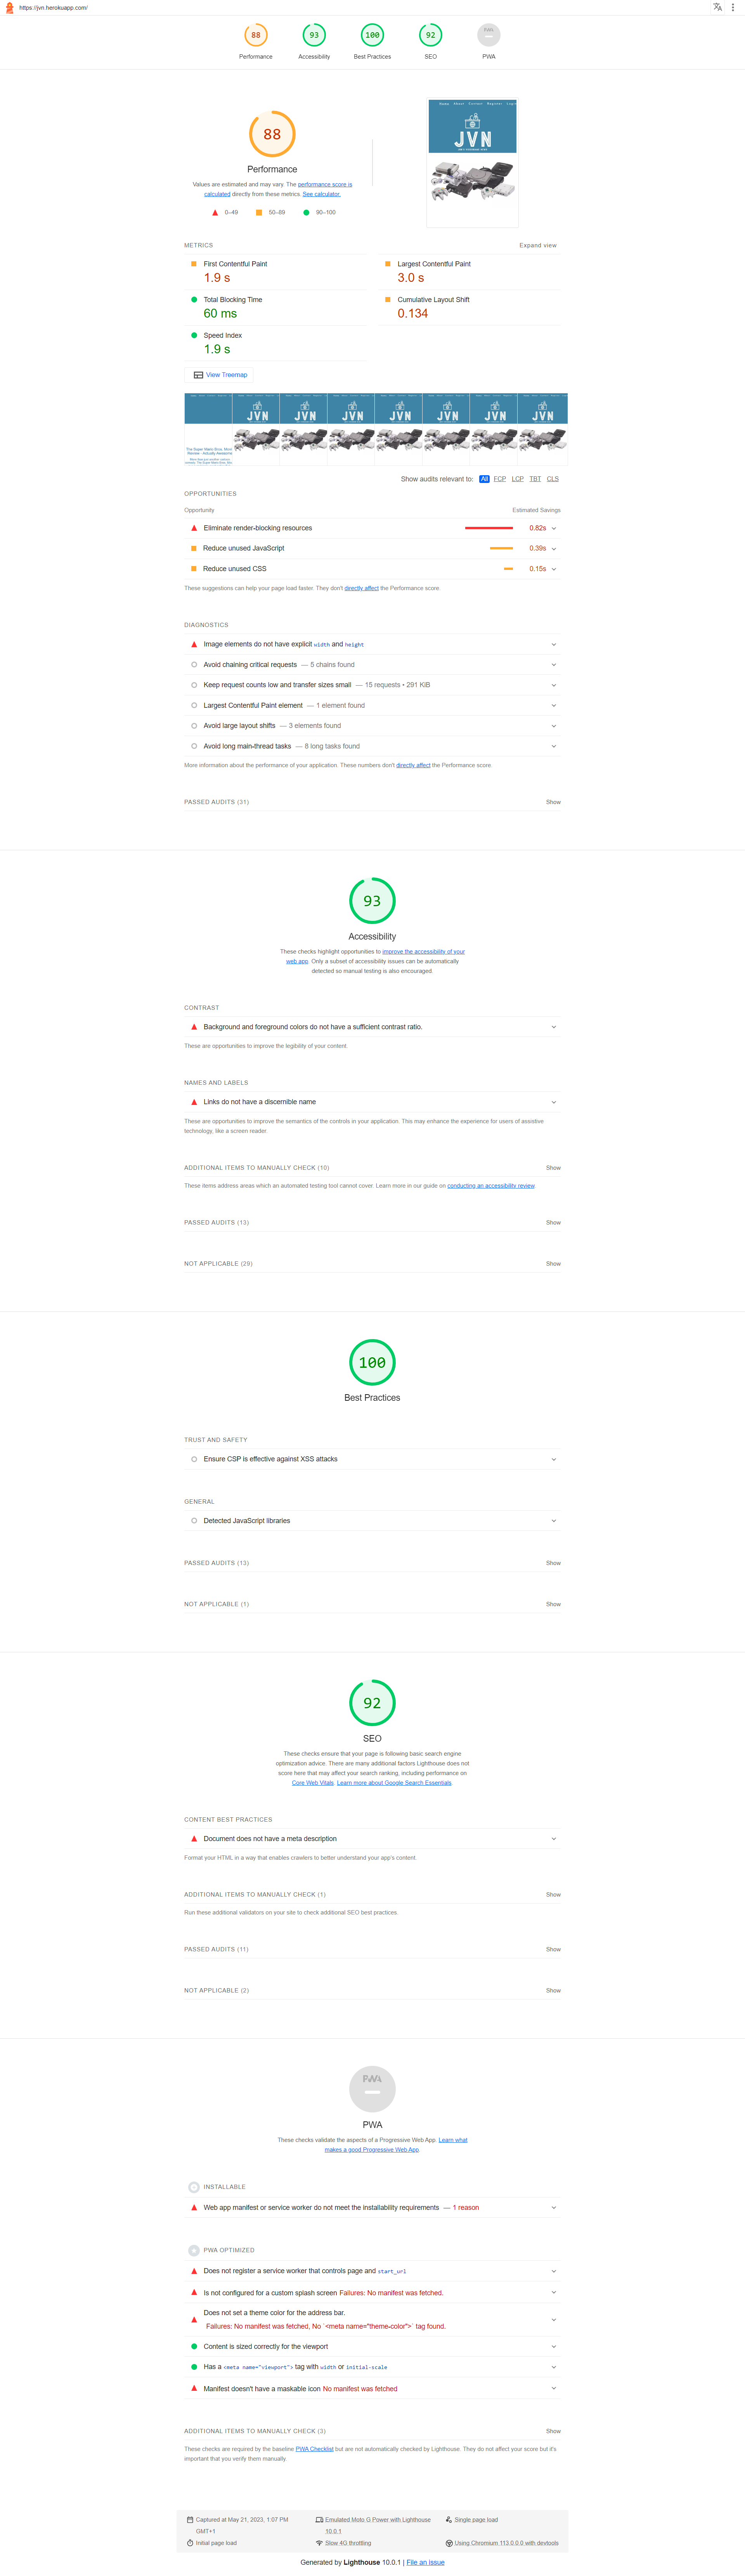 https://jvn.herokuapp.com/
88
93
100
92
PWA
Performance
Accessibility
Best Practices
SEO
PWA
88
Performance
Values are estimated and may vary. The performance score is
calculated directly from these metrics. See calculator.
0–49
50–89
90–100
Home About Contact Register Login
JVN
METRICS
Expand view
First Contentful Paint
1.9 s
Largest Contentful Paint
3.0 s
Total Blocking Time
60 ms
Cumulative Layout Shift
0.134
Speed Index
1.9 s
View Treemap
JVN
JVN
JVN
JVN
JVN
JVN
JVN
Show audits relevant to: All FCP LCP TBT CLS
OPPORTUNITIES
Opportunity
Estimated Savings
Eliminate render-blocking resources
0.82s
Reduce unused JavaScript
0.39s
Reduce unused CSS
0.15s
These suggestions can help your page load faster. They don't directly affect the Performance score.
DIAGNOSTICS
Image elements do not have explicit width and height
Avoid chaining critical requests — 5 chains found
Keep request counts low and transfer sizes small — 15 requests • 291 KiB
Largest Contentful Paint element — 1 element found
Avoid large layout shifts — 3 elements found
Avoid long main-thread tasks — 8 long tasks found
More information about the performance of your application. These numbers don't directly affect the Performance score.
PASSED AUDITS (31)
Show
93
Accessibility
These checks highlight opportunities to improve the accessibility of your
web app. Only a subset of accessibility issues can be automatically
detected so manual testing is also encouraged.
CONTRAST
Background and foreground colors do not have a sufficient contrast ratio.
These are opportunities to improve the legibility of your content.
NAMES AND LABELS
Links do not have a discernible name
These are opportunities to improve the semantics of the controls in your application. This may enhance the experience for users of assistive
technology, like a screen reader.
ADDITIONAL ITEMS TO MANUALLY CHECK (10)
Show
These items address areas which an automated testing tool cannot cover. Learn more in our guide on conducting an accessibility review.
PASSED AUDITS (13)
Show
NOT APPLICABLE (29)
Show
100
Best Practices
TRUST AND SAFETY
Ensure CSP is effective against XSS attacks
GENERAL
Detected JavaScript libraries
PASSED AUDITS (13)
Show
NOT APPLICABLE (1)
Show
92
SEO
These checks ensure that your page is following basic search engine
optimization advice. There are many additional factors Lighthouse does not
score here that may affect your search ranking, including performance on
Core Web Vitals. Learn more about Google Search Essentials.
CONTENT BEST PRACTICES
Document does not have a meta description
Format your HTML in a way that enables crawlers to better understand your app's content.
ADDITIONAL ITEMS TO MANUALLY CHECK (1)
Show
Run these additional validators on your site to check additional SEO best practices.
PASSED AUDITS (11)
Show
NOT APPLICABLE (2)
Show
PWA
PWA
These checks validate the aspects of a Progressive Web App. Learn what
makes a good Progressive Web App.
INSTALLABLE
Web app manifest or service worker do not meet the installability requirements — 1 reason
PWA OPTIMIZED
Does not register a service worker that controls page and start_url
Is not configured for a custom splash screen Failures: No manifest was fetched.
Does not set a theme color for the address bar.
Failures: No manifest was fetched, No `<meta name="theme-color">` tag found.
Content is sized correctly for the viewport
Has a <meta name="viewport"> tag with width or initial-scale
Manifest doesn't have a maskable icon No manifest was fetched
ADDITIONAL ITEMS TO MANUALLY CHECK (3)
Show
These checks are required by the baseline PWA Checklist but are not automatically checked by Lighthouse. They do not affect your score but it's
important that you verify them manually.
Captured at May 21, 2023, 1:07 PM
GMT+1
Emulated Moto G Power with Lighthouse
10.0.1
Single page load
Initial page load
Slow 4G throttling
Using Chromium 113.0.0.0 with devtools
Generated by Lighthouse 10.0.1 | File an issue